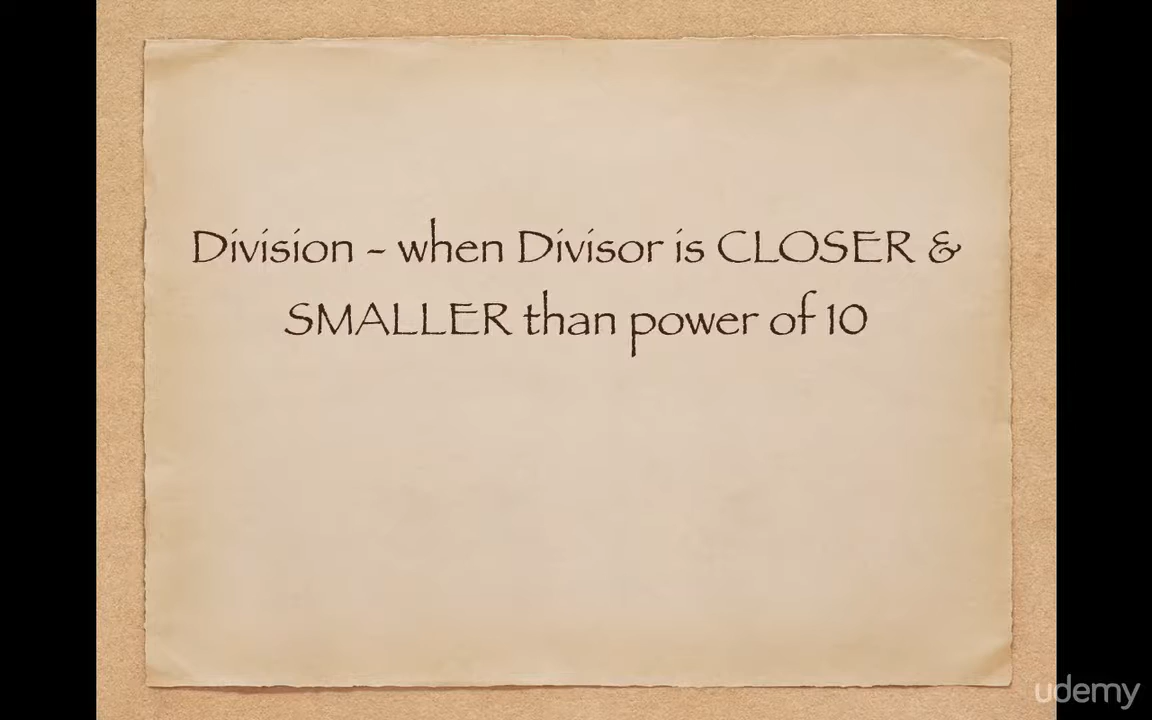 Division - when Divisor is CLOSER &
SMALLER than power of 10
udemy